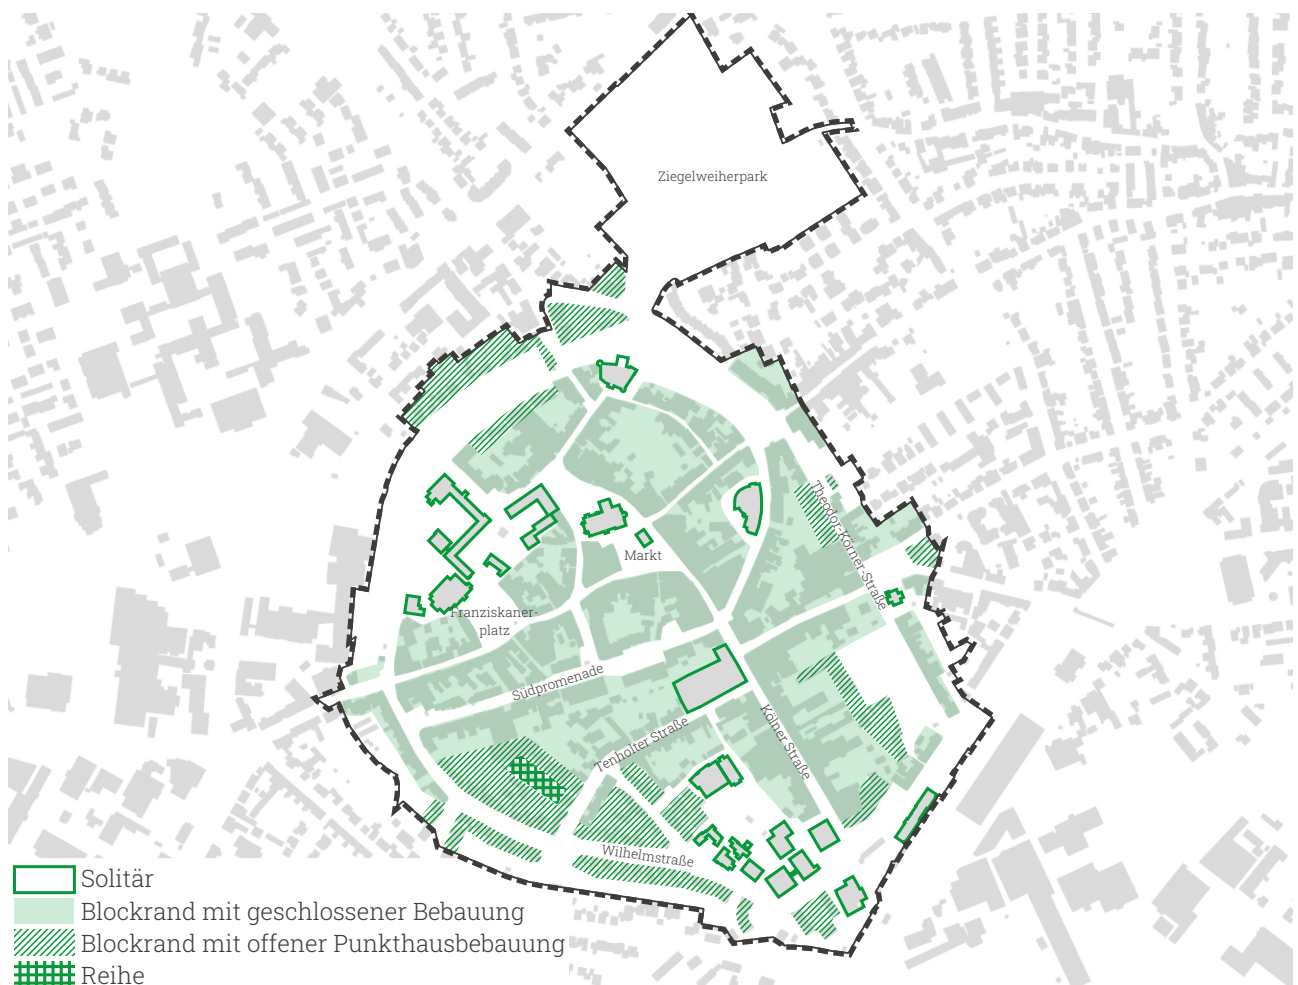 Ziegelweiherpark
Theodor-Körner-Straße
Markt
Franziskaner-
platz
Südpromenade
Kölner Straße
Tenholter Straße
Wilhelmstraße
Solitär
Blockrand mit geschlossener Bebauung
Blockrand mit offener Punkthausbebauung
Reihe